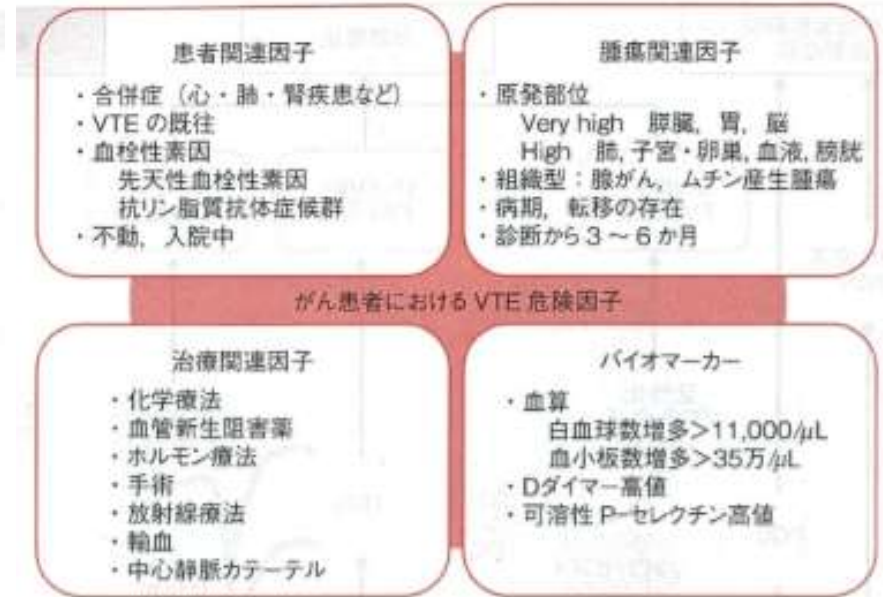 患者関連因子
・合併症（心・肺・腎疾患など）
・VTE の既往
・血栓性素因
先天性血栓性素因
抗リン脂質抗体症候群
・不動，入院中
腫瘍関連因子
・原発部位
Very high 膵臓，胃，脳
High 肺，子宮・卵巣，血液，膀胱
・組織型：腺がん，ムチン産生腫瘍
・病期，転移の存在
・診断から 3 ～ 6 か月
がん患者における VTE 危険因子
治療関連因子
・化学療法
・血管新生阻害薬
・ホルモン療法
・手術
・放射線療法
・輸血
・中心静脈カテーテル
バイオマーカー
・血算
白血球数増多>11,000/μL
血小板数増多>35万/μL
・Dダイマー高値
・可溶性 P-セレクチン高値